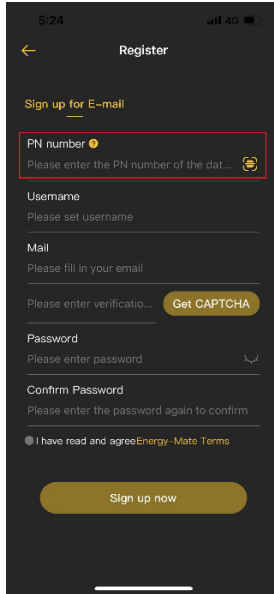 5:24
4G
Register
Sign up for E-mail
PN number ?
Please enter the PN number of the dat...
Username
Please set username
Mail
Please fill in your email
Please enter verificatio...
Get CAPTCHA
Password
Please enter password
Confirm Password
Please enter the password again to confirm
I have read and agreeEnergy-Mate Terms
Sign up now